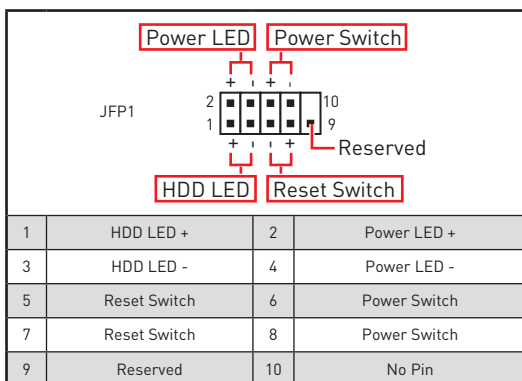 Power LED Power Switch
+ - + -
JFP1
2 10
1 9
+ - - +
Reserved
HDD LED Reset Switch
1 HDD LED + 2 Power LED +
3 HDD LED - 4 Power LED -
5 Reset Switch 6 Power Switch
7 Reset Switch 8 Power Switch
9 Reserved 10 No Pin